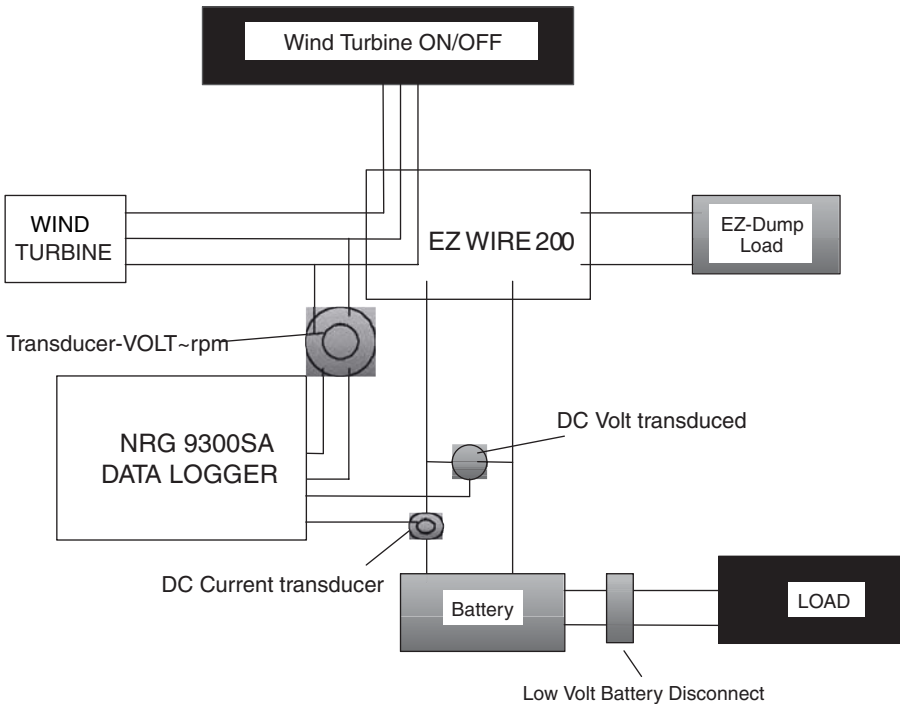 Wind Turbine ON/OFF
WIND
TURBINE
EZ WIRE 200
EZ-Dump
Load
Transducer-VOLT~rpm
NRG 9300SA
DATA LOGGER
DC Volt transduced
DC Current transducer
Battery
LOAD
Low Volt Battery Disconnect